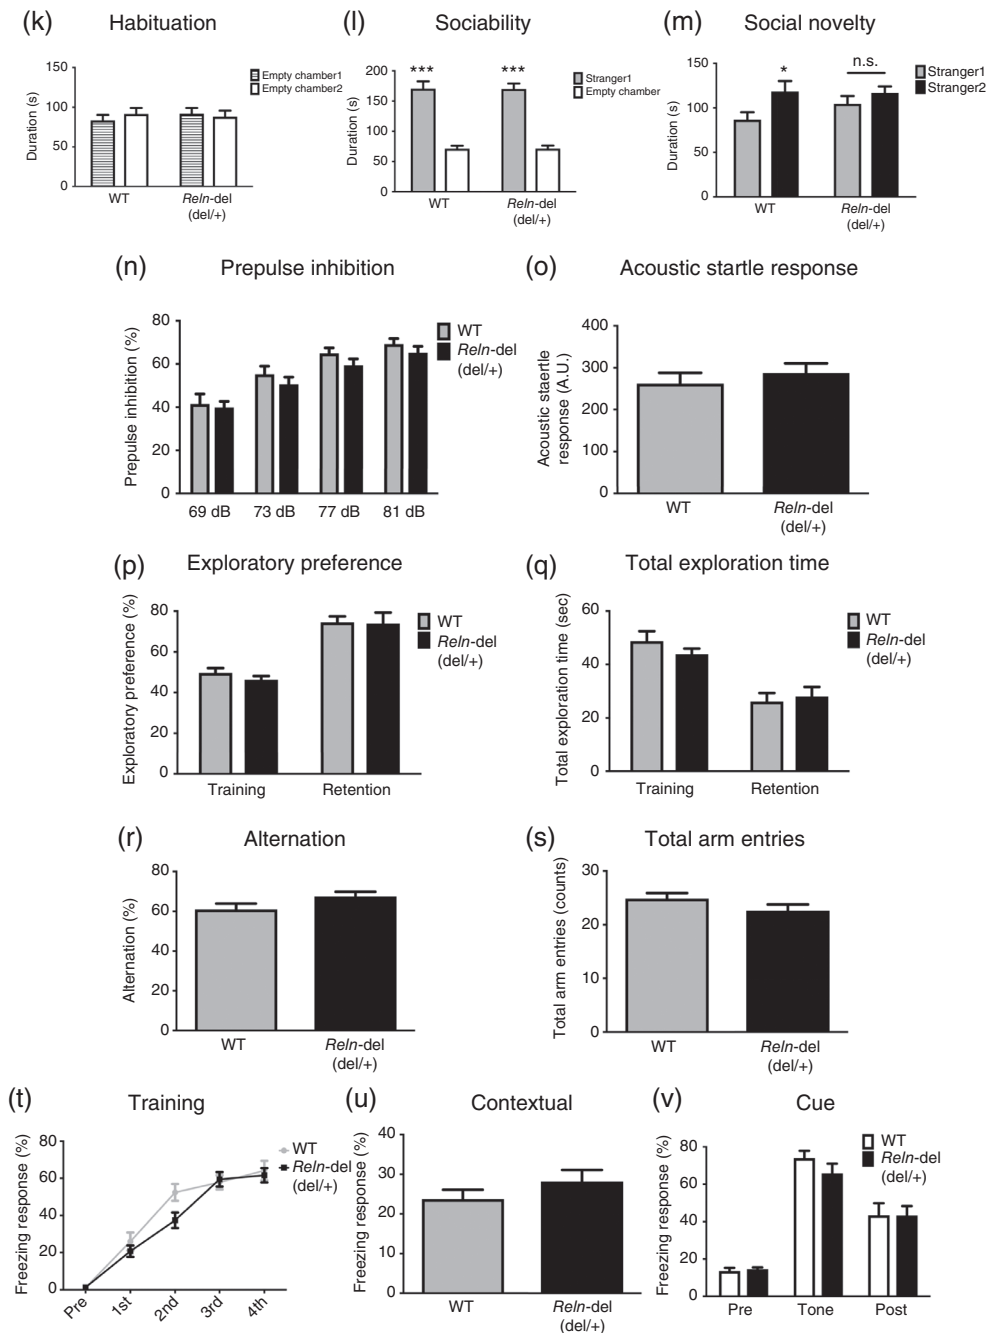 (k) Habituation
Duration (s)
150
100
50
0
WT
Reln-del
(del/+)
Empty chamber1
Empty chamber2
(l) Sociability
Duration (s)
200
150
100
50
0
***
***
WT
Reln-del
(del/+)
Stranger1
Empty chamber
(m) Social novelty
Duration (s)
150
100
50
0
*
n.s.
WT
Reln-del
(del/+)
Stranger1
Stranger2
(n) Prepulse inhibition
Prepulse inhibition (%)
80
60
40
20
0
69 dB 73 dB 77 dB 81 dB
WT
Reln-del
(del/+)
(o) Acoustic startle response
Acoustic staertle
response (A.U.)
400
300
200
100
0
WT
Reln-del
(del/+)
(p) Exploratory preference
Exploratory preference (%)
80
60
40
20
0
Training Retention
WT
Reln-del
(del/+)
(q) Total exploration time
Total exploration time (sec)
60
40
20
0
Training Retention
WT
Reln-del
(del/+)
(r) Alternation
Alternation (%)
80
60
40
20
0
WT
Reln-del
(del/+)
(s) Total arm entries
Total arm entries (counts)
30
20
10
0
WT
Reln-del
(del/+)
(t) Training
Freezing response (%)
80
60
40
20
0
Pre 1st 2nd 3rd 4th
WT
Reln-del
(del/+)
(u) Contextual
Freezing response (%)
40
30
20
10
0
WT
Reln-del
(del/+)
(v) Cue
Freezing response (%)
80
60
40
20
0
Pre Tone Post
WT
Reln-del
(del/+)